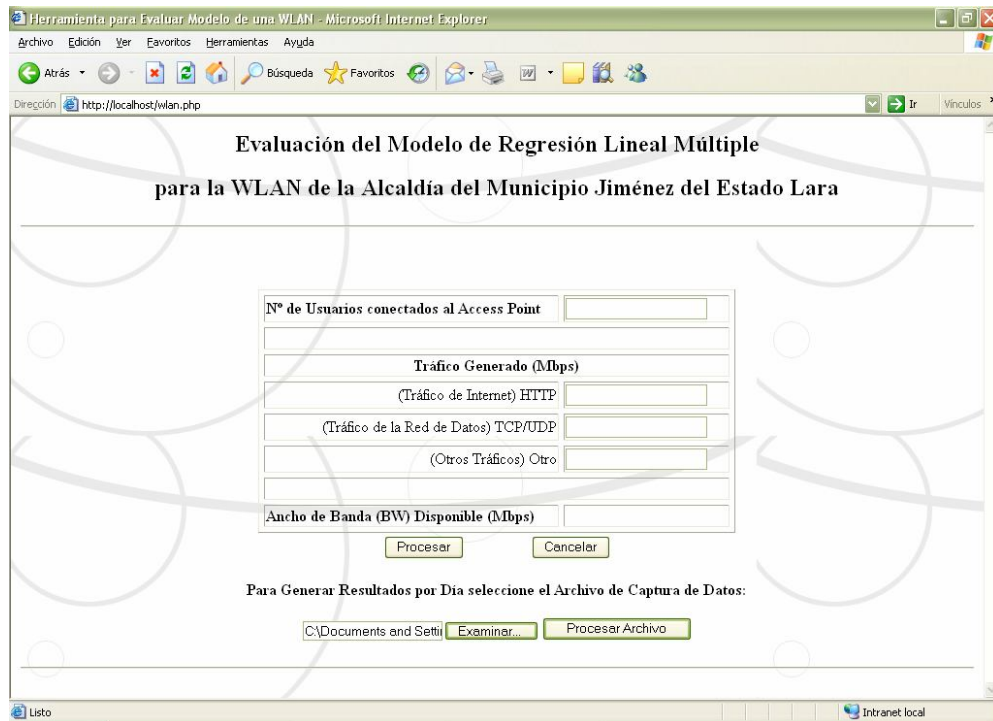 Herramienta para Evaluar Modelo de una WLAN - Microsoft Internet Explorer
Archivo Edición Ver Favoritos Herramientas Ayuda
Atrás Búsqueda Favoritos
Dirección http://localhost/wlan.php Ir Vínculos
Evaluación del Modelo de Regresión Lineal Múltiple
para la WLAN de la Alcaldía del Municipio Jiménez del Estado Lara
Nº de Usuarios conectados al Access Point
Tráfico Generado (Mbps)
(Tráfico de Internet) HTTP
(Tráfico de la Red de Datos) TCP/UDP
(Otros Tráficos) Otro
Ancho de Banda (BW) Disponible (Mbps)
Procesar Cancelar
Para Generar Resultados por Día seleccione el Archivo de Captura de Datos:
C:\Documents and Settin Examinar... Procesar Archivo
Listo Intranet local